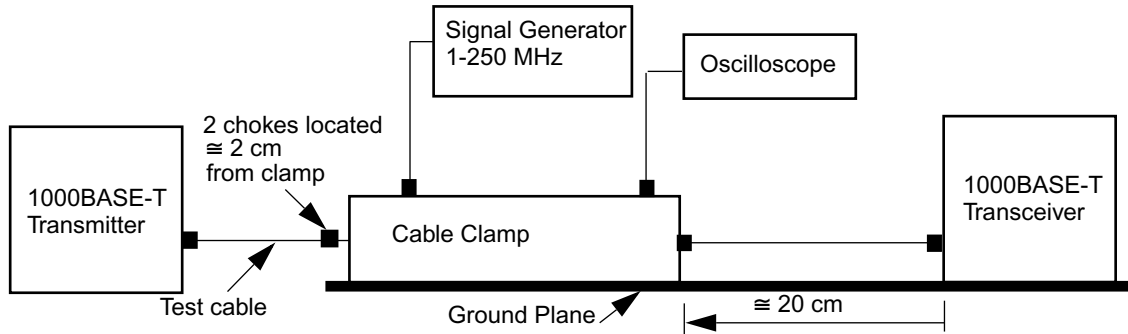 Signal Generator
1-250 MHz
Oscilloscope
2 chokes located
≅ 2 cm
from clamp
1000BASE-T
Transmitter
1000BASE-T
Transceiver
Cable Clamp
Test cable
Ground Plane
≅ 20 cm